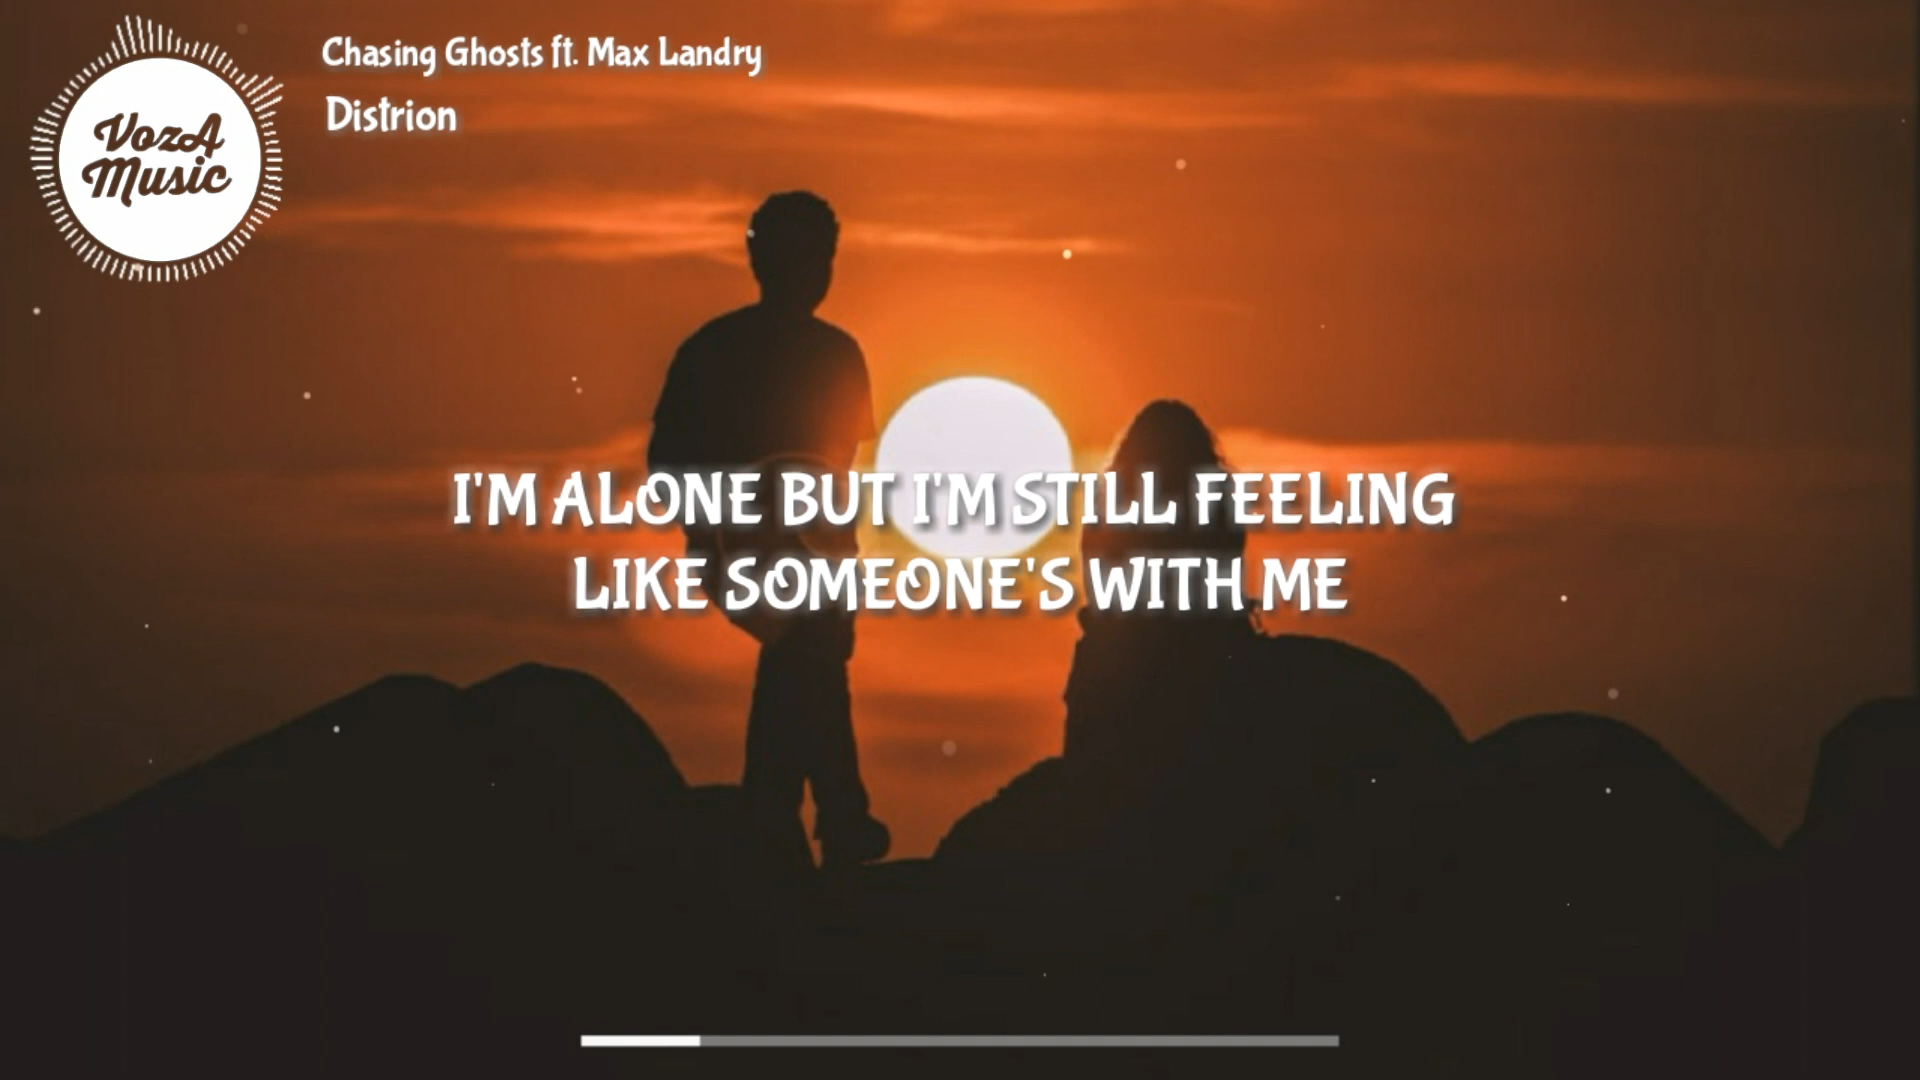 VozA
Music
Chasing Ghosts ft. Max Landry
Distrion
I'M ALONE BUT I'M STILL FEELING
LIKE SOMEONE'S WITH ME